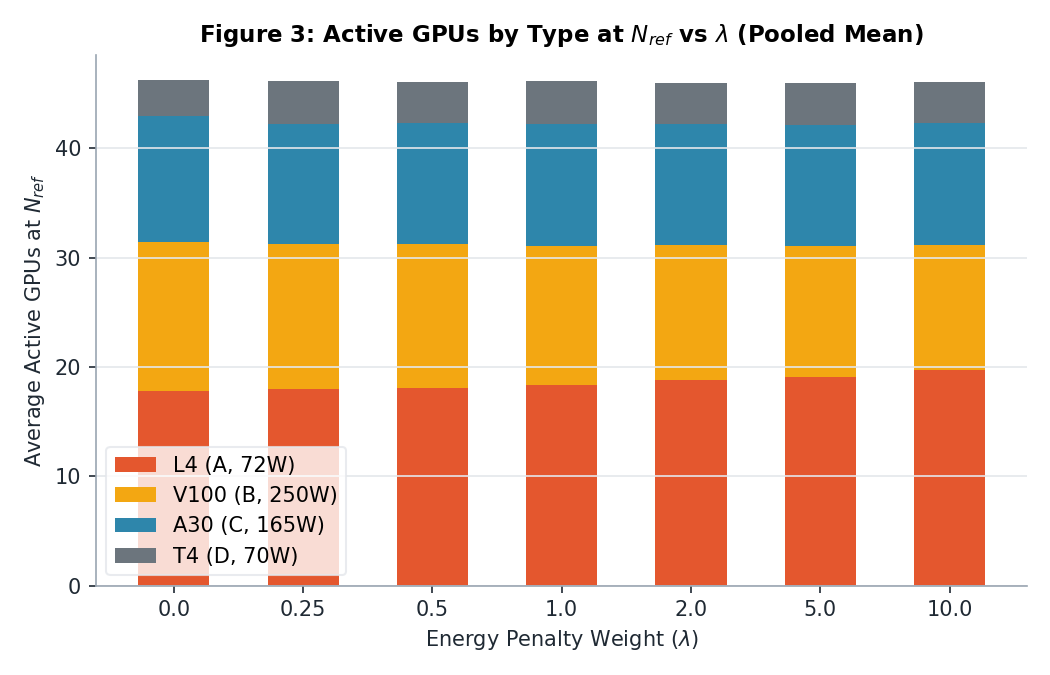 Figure 3: Active GPUs by Type at N_ref vs λ (Pooled Mean)
Average Active GPUs at N_ref
40
30
20
10
0
L4 (A, 72W)
V100 (B, 250W)
A30 (C, 165W)
T4 (D, 70W)
0.0 0.25 0.5 1.0 2.0 5.0 10.0
Energy Penalty Weight (λ)